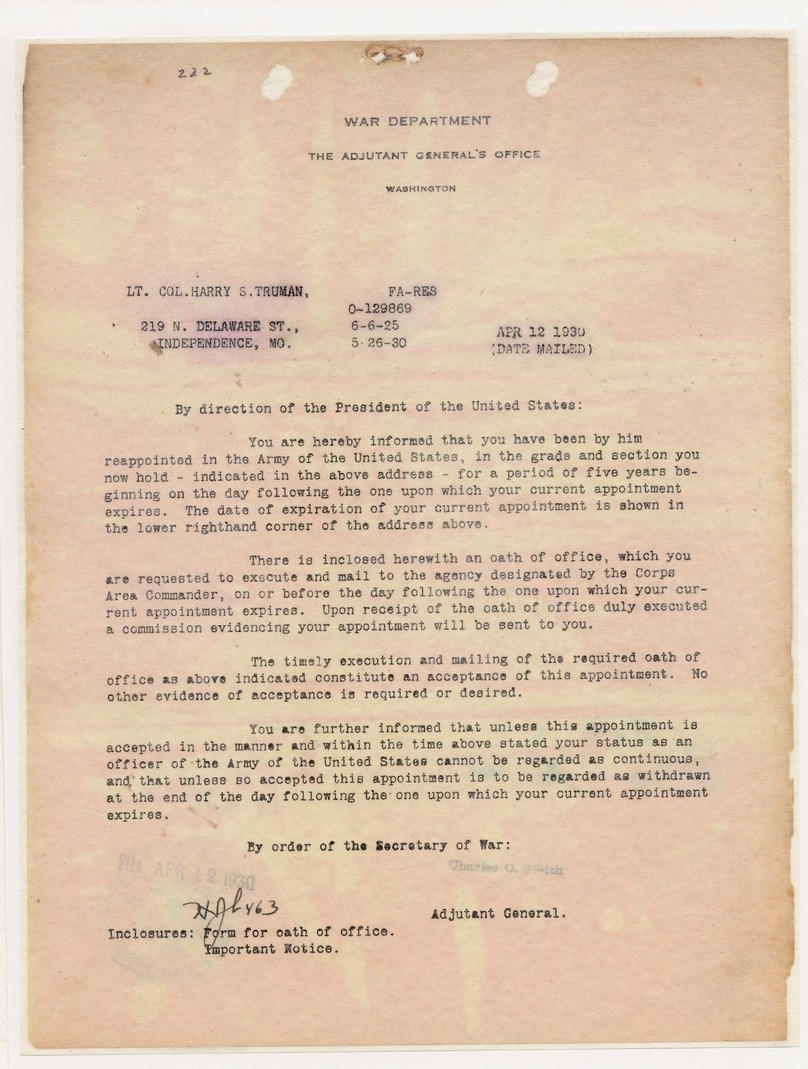 222
WAR DEPARTMENT
THE ADJUTANT GENERAL'S OFFICE
WASHINGTON
LT. COL.HARRY S.TRUMAN, FA-RES
O-129869
219 N. DELAWARE ST., 6-6-25
INDEPENDENCE, MO. 5-26-30
APR 12 1930
(DATE MAILED)
By direction of the President of the United States:
You are hereby informed that you have been by him
reappointed in the Army of the United States, in the grade and section you
now hold - indicated in the above address - for a period of five years be-
ginning on the day following the one upon which your current appointment
expires. The date of expiration of your current appointment is shown in
the lower righthand corner of the address above.
There is inclosed herewith an oath of office, which you
are requested to execute and mail to the agency designated by the Corps
Area Commander, on or before the day following the one upon which your cur-
rent appointment expires. Upon receipt of the oath of office duly executed
a commission evidencing your appointment will be sent to you.
The timely execution and mailing of the required oath of
office as above indicated constitute an acceptance of this appointment. No
other evidence of acceptance is required or desired.
You are further informed that unless this appointment is
accepted in the manner and within the time above stated your status as an
officer of the Army of the United States cannot be regarded as continuous,
and that unless so accepted this appointment is to be regarded as withdrawn
at the end of the day following the one upon which your current appointment
expires.
By order of the Secretary of War:
APR 12 1930
Charles O. Smith
463
Adjutant General.
Inclosures: Form for oath of office.
Important Notice.